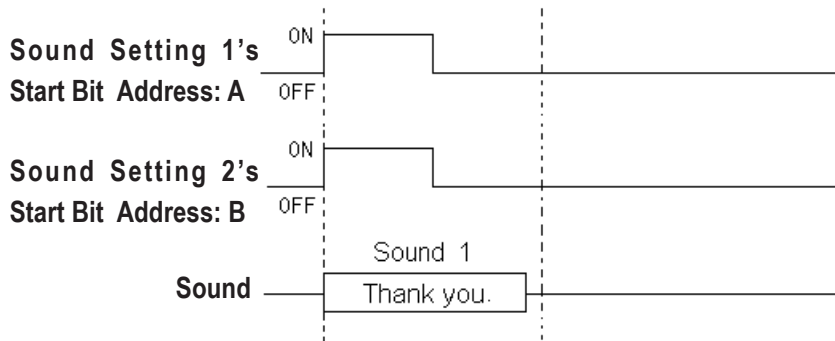 ON
Sound Setting 1's
Start Bit Address: A
OFF
ON
Sound Setting 2's
Start Bit Address: B
OFF
Sound 1
Sound
Thank you.